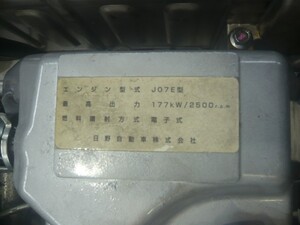 エンジン型式 J07E型
最高出力 177kW/2500r.p.m
燃料噴射方式 電子式
日野自動車株式会社